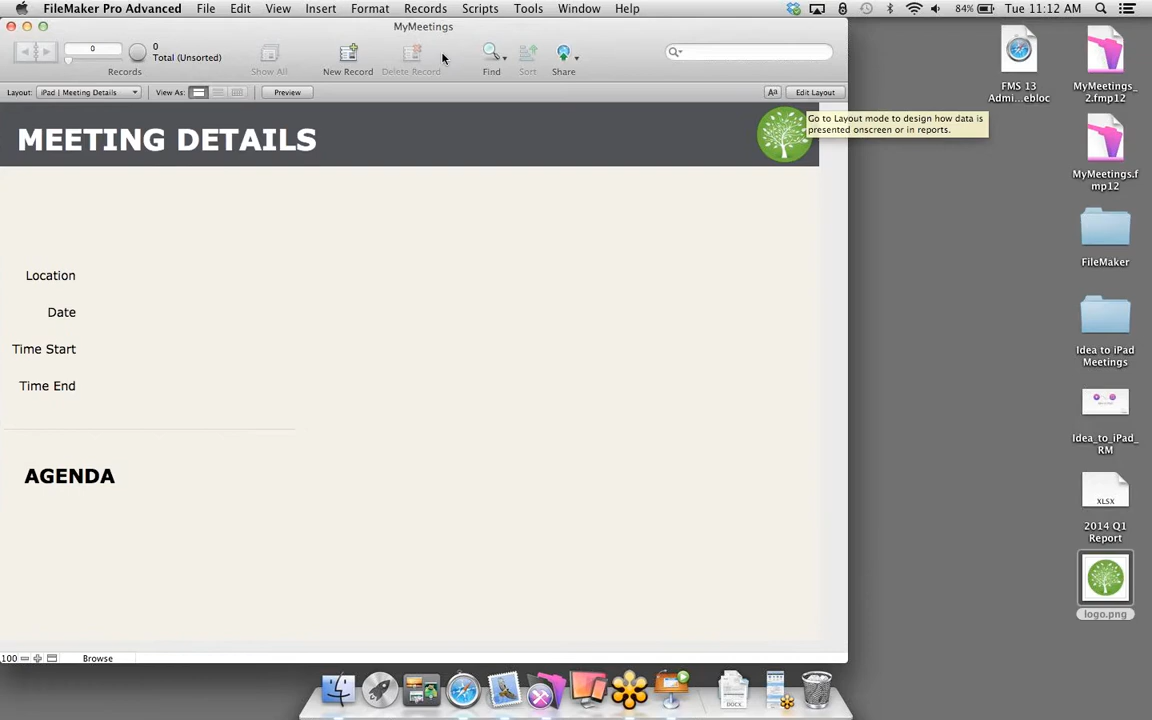 FileMaker Pro Advanced File Edit View Insert Format Records Scripts Tools Window Help 84% Tue 11:12 AM
MyMeetings
0
0
Total (Unsorted)
Records
Show All
New Record
Delete Record
Find
Sort
Share
Layout: iPad | Meeting Details View As: Preview Aa Edit Layout
Go to Layout mode to design how data is
presented onscreen or in reports.
MEETING DETAILS
Location
Date
Time Start
Time End
AGENDA
100 Browse
FMS 13
Admi...ebloc
MyMeetings_
2.fmp12
MyMeetings.f
mp12
FileMaker
Idea to iPad
Meetings
Idea_to_iPad_
RM
XLSX
2014 Q1
Report
logo.png
DOCX